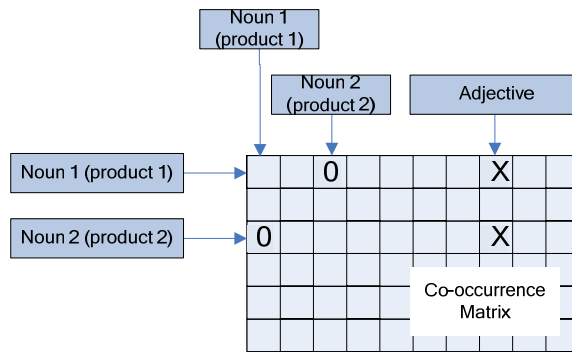 Noun 1
(product 1)
Noun 2
(product 2)
Adjective
Noun 1 (product 1)
0
X
Noun 2 (product 2)
0
X
Co-occurrence
Matrix